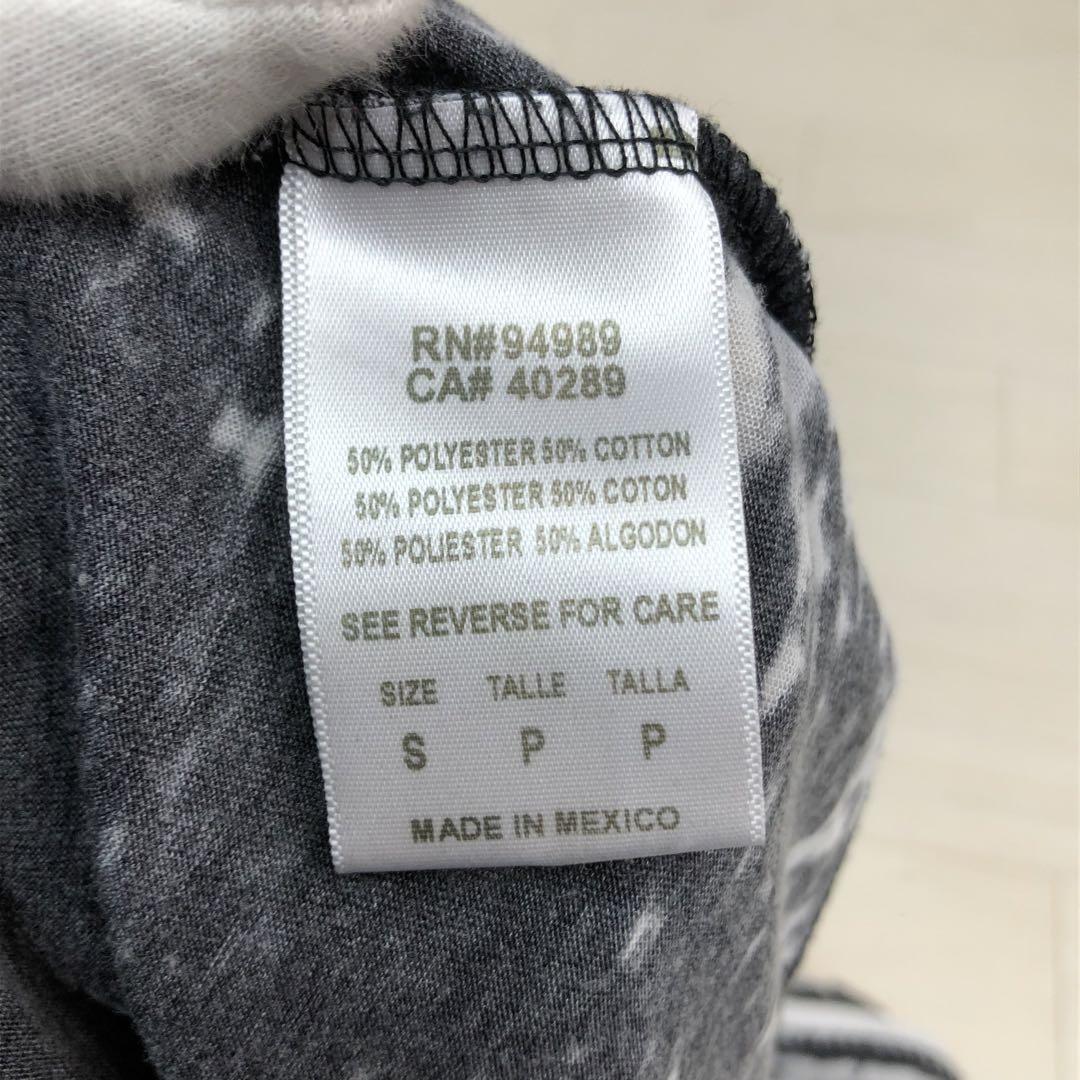 RN#94989
CA# 40289
50% POLYESTER 50% COTTON
50% POLYESTER 50% COTON
50% POLIESTER 50% ALGODON
SEE REVERSE FOR CARE
SIZE TALLE TALLA
S P P
MADE IN MEXICO